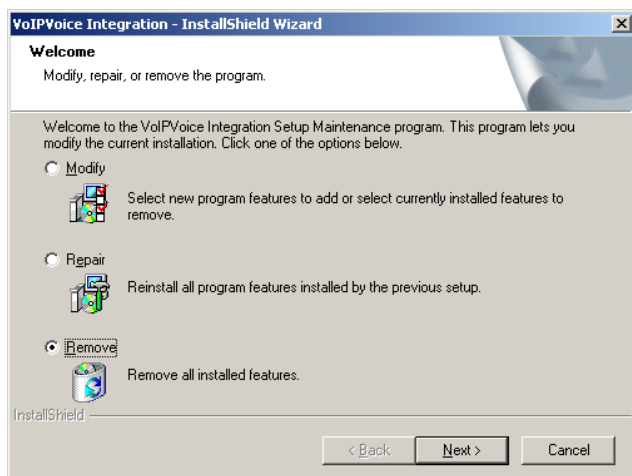 VoIPVoice Integration - InstallShield Wizard
Welcome
Modify, repair, or remove the program.
Welcome to the VoIPVoice Integration Setup Maintenance program. This program lets you
modify the current installation. Click one of the options below.
Modify
Select new program features to add or select currently installed features to
remove.
Repair
Reinstall all program features installed by the previous setup.
Remove
Remove all installed features.
InstallShield
< Back Next > Cancel